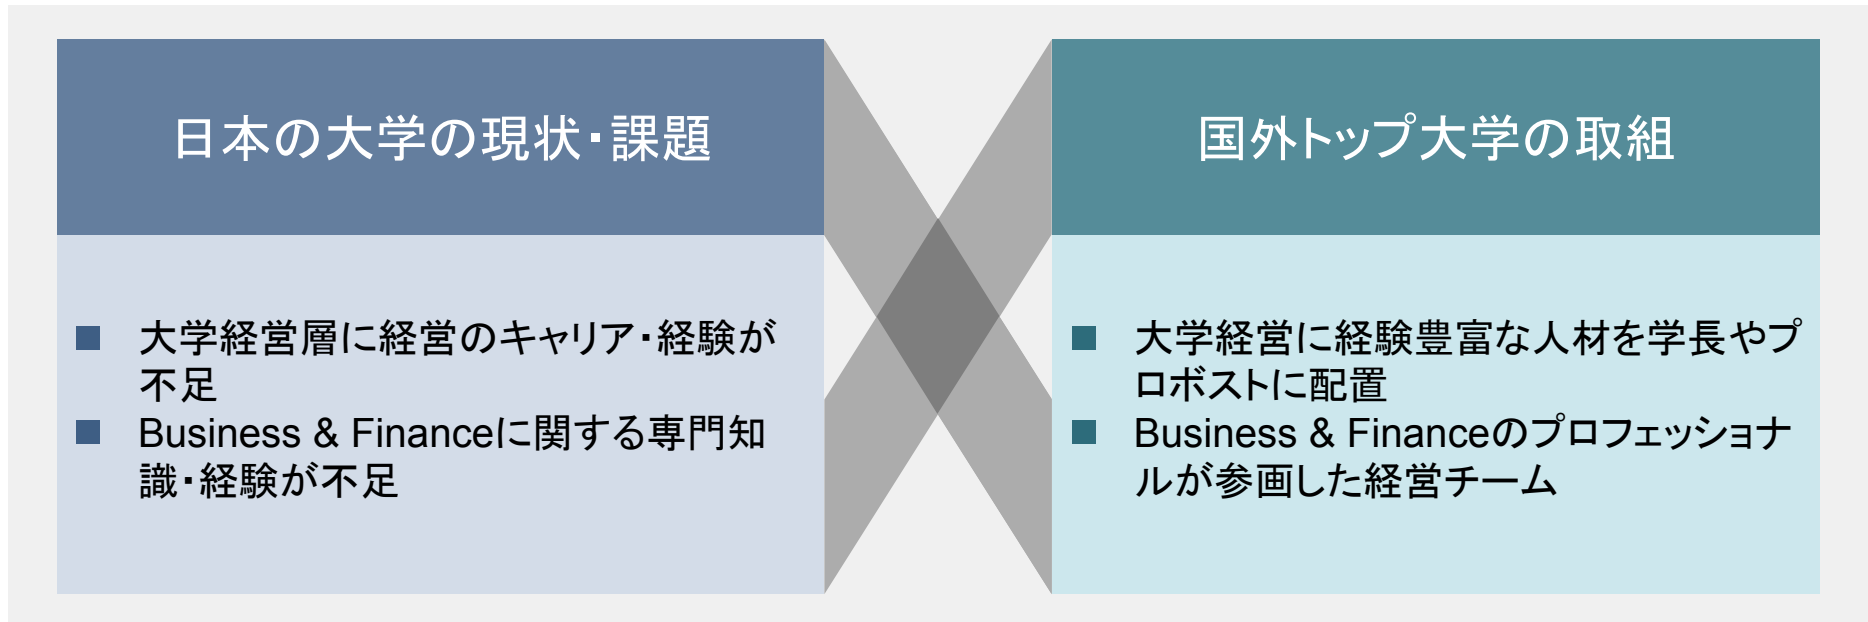 日本の大学の現状・課題
大学経営層に経営のキャリア・経験が
不足
Business & Financeに関する専門知
識・経験が不足
国外トップ大学の取組
大学経営に経験豊富な人材を学長やプ
ロボストに配置
Business & Financeのプロフェッショナ
ルが参画した経営チーム